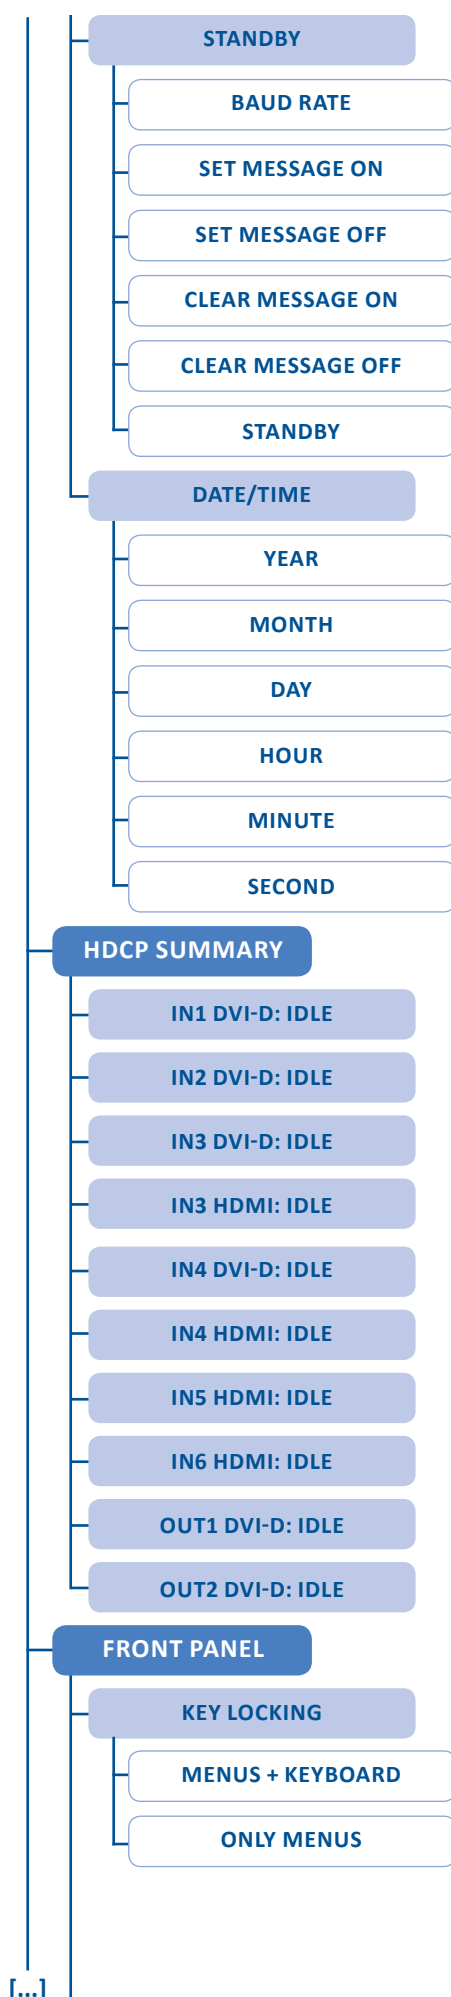 STANDBY
BAUD RATE
SET MESSAGE ON
SET MESSAGE OFF
CLEAR MESSAGE ON
CLEAR MESSAGE OFF
STANDBY
DATE/TIME
YEAR
MONTH
DAY
HOUR
MINUTE
SECOND
HDCP SUMMARY
IN1 DVI-D: IDLE
IN2 DVI-D: IDLE
IN3 DVI-D: IDLE
IN3 HDMI: IDLE
IN4 DVI-D: IDLE
IN4 HDMI: IDLE
IN5 HDMI: IDLE
IN6 HDMI: IDLE
OUT1 DVI-D: IDLE
OUT2 DVI-D: IDLE
FRONT PANEL
KEY LOCKING
MENUS + KEYBOARD
ONLY MENUS
[...]